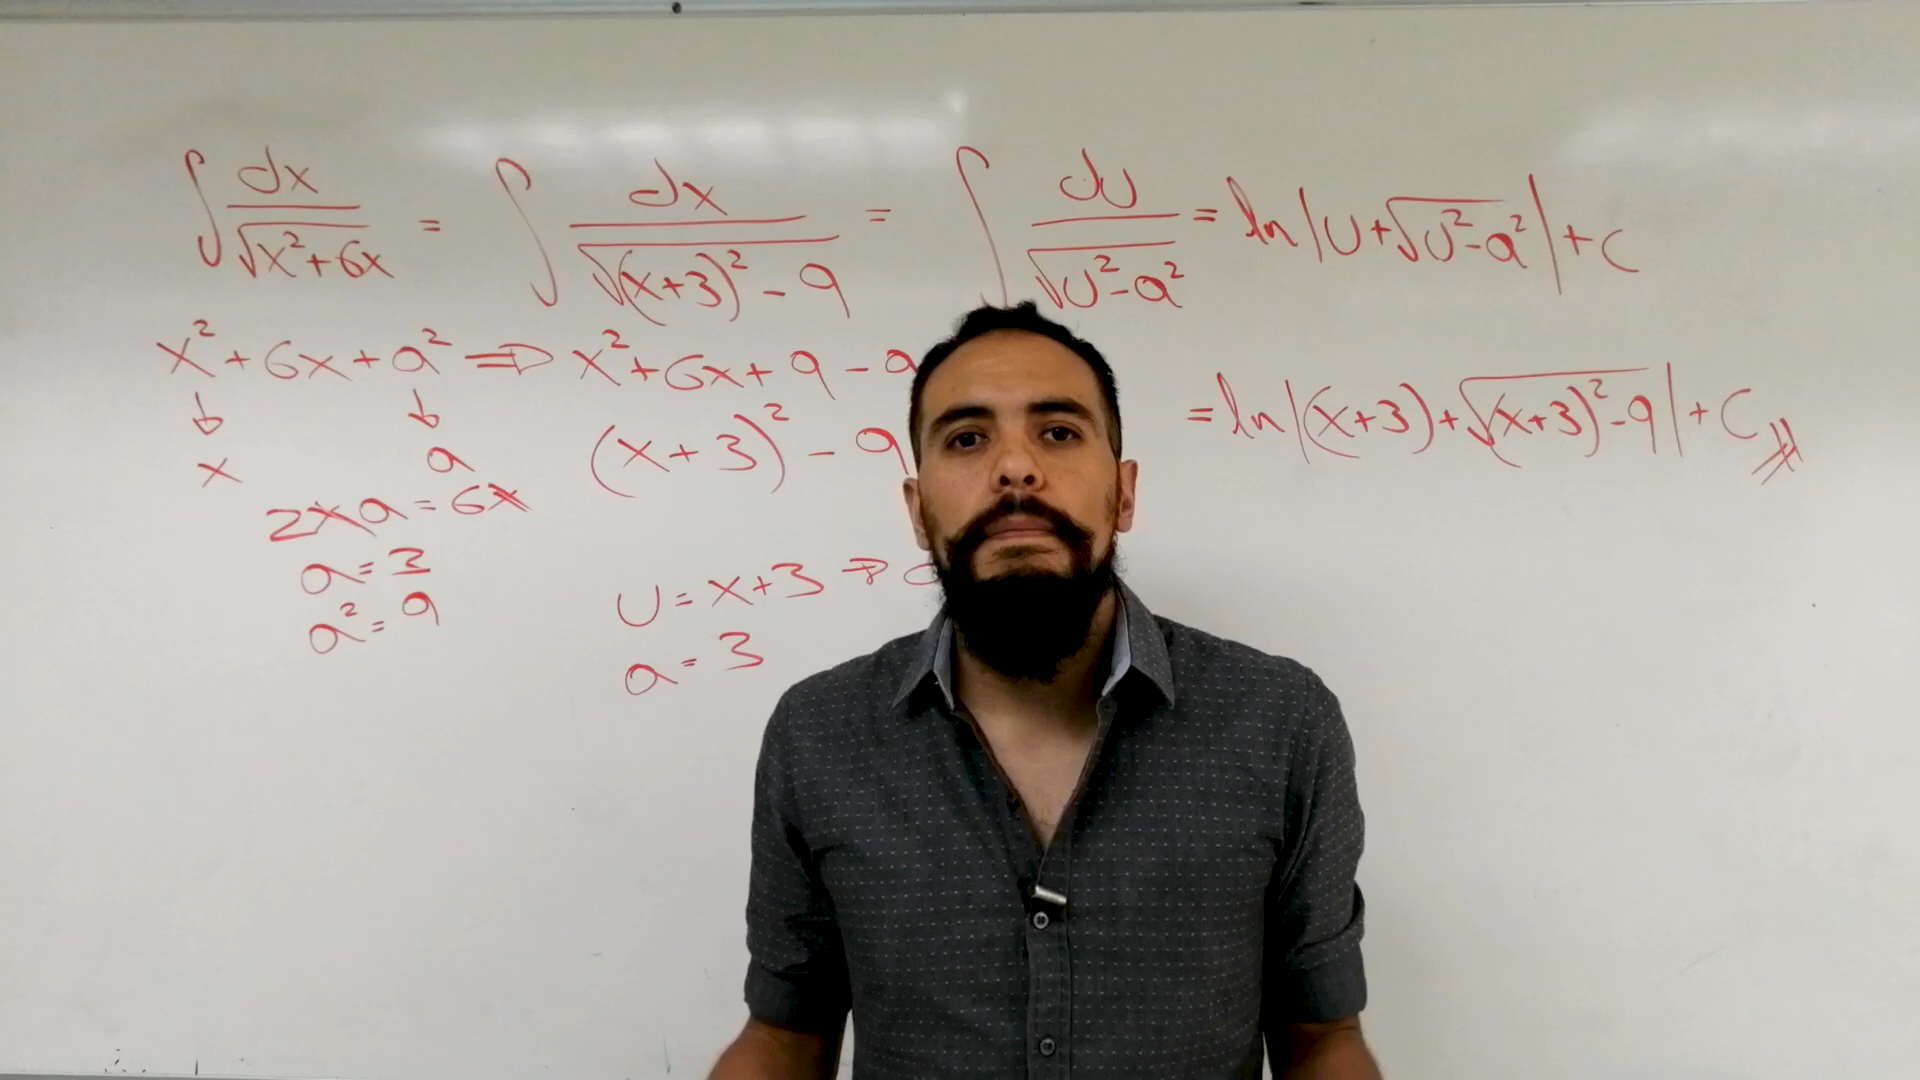 ∫ dx / √(x²+6x) = ∫ dx / √((x+3)² - 9) = ∫ du / √(u²-a²) = ln|u+√(u²-a²)|+c
x²+6x+a² ⇒ x²+6x+9-9
↓ ↓ (x+3)² - 9 = ln|(x+3)+√((x+3)²-9)|+C
x a
2xa=6x
a=3 u=x+3 ⇒
a²=9 a=3